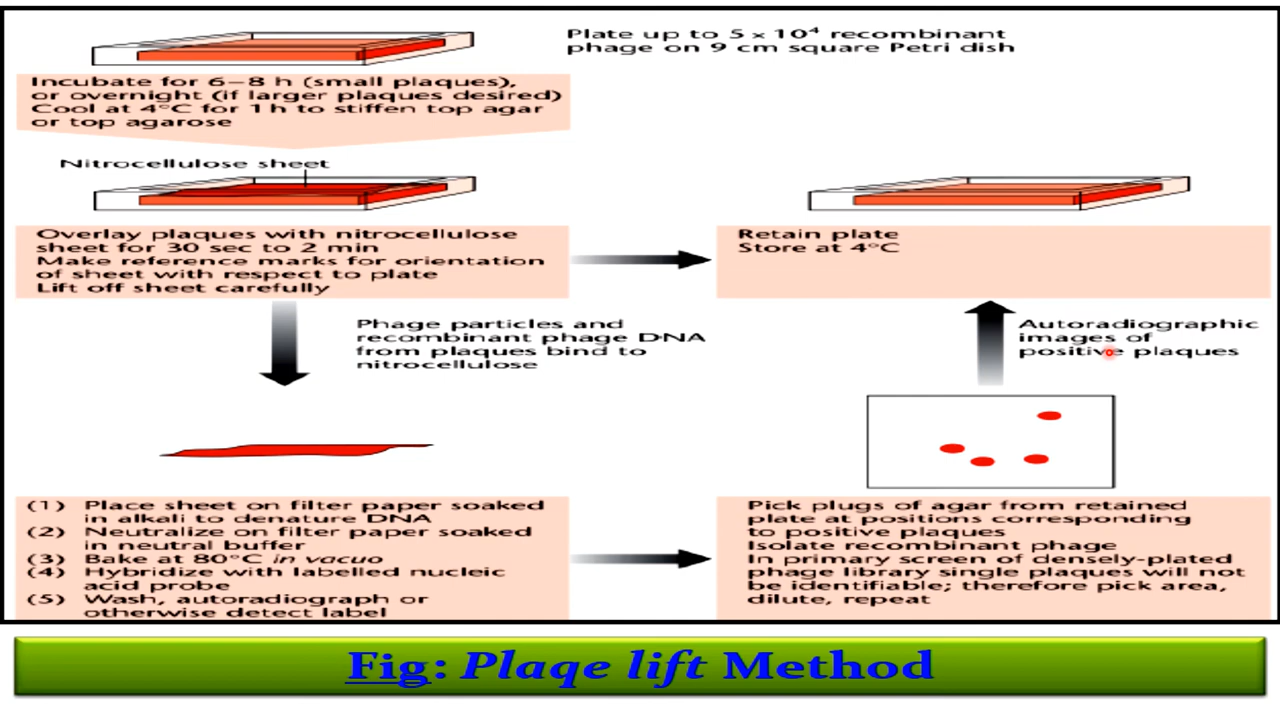 Plate up to 5 x 10⁴ recombinant
phage on 9 cm square Petri dish
Incubate for 6–8 h (small plaques),
or overnight (if larger plaques desired)
Cool at 4°C for 1 h to stiffen top agar
or top agarose
Nitrocellulose sheet
Overlay plaques with nitrocellulose
sheet for 30 sec to 2 min
Make reference marks for orientation
of sheet with respect to plate
Lift off sheet carefully
Retain plate
Store at 4°C
Phage particles and
recombinant phage DNA
from plaques bind to
nitrocellulose
Autoradiographic
images of
positive plaques
(1) Place sheet on filter paper soaked
in alkali to denature DNA
(2) Neutralize on filter paper soaked
in neutral buffer
(3) Bake at 80°C in vacuo
(4) Hybridize with labelled nucleic
acid probe
(5) Wash, autoradiograph or
otherwise detect label
Pick plugs of agar from retained
plate at positions corresponding
to positive plaques
Isolate recombinant phage
In primary screen of densely-plated
phage library single plaques will not
be identifiable; therefore pick area,
dilute, repeat
Fig: Plaqe lift Method